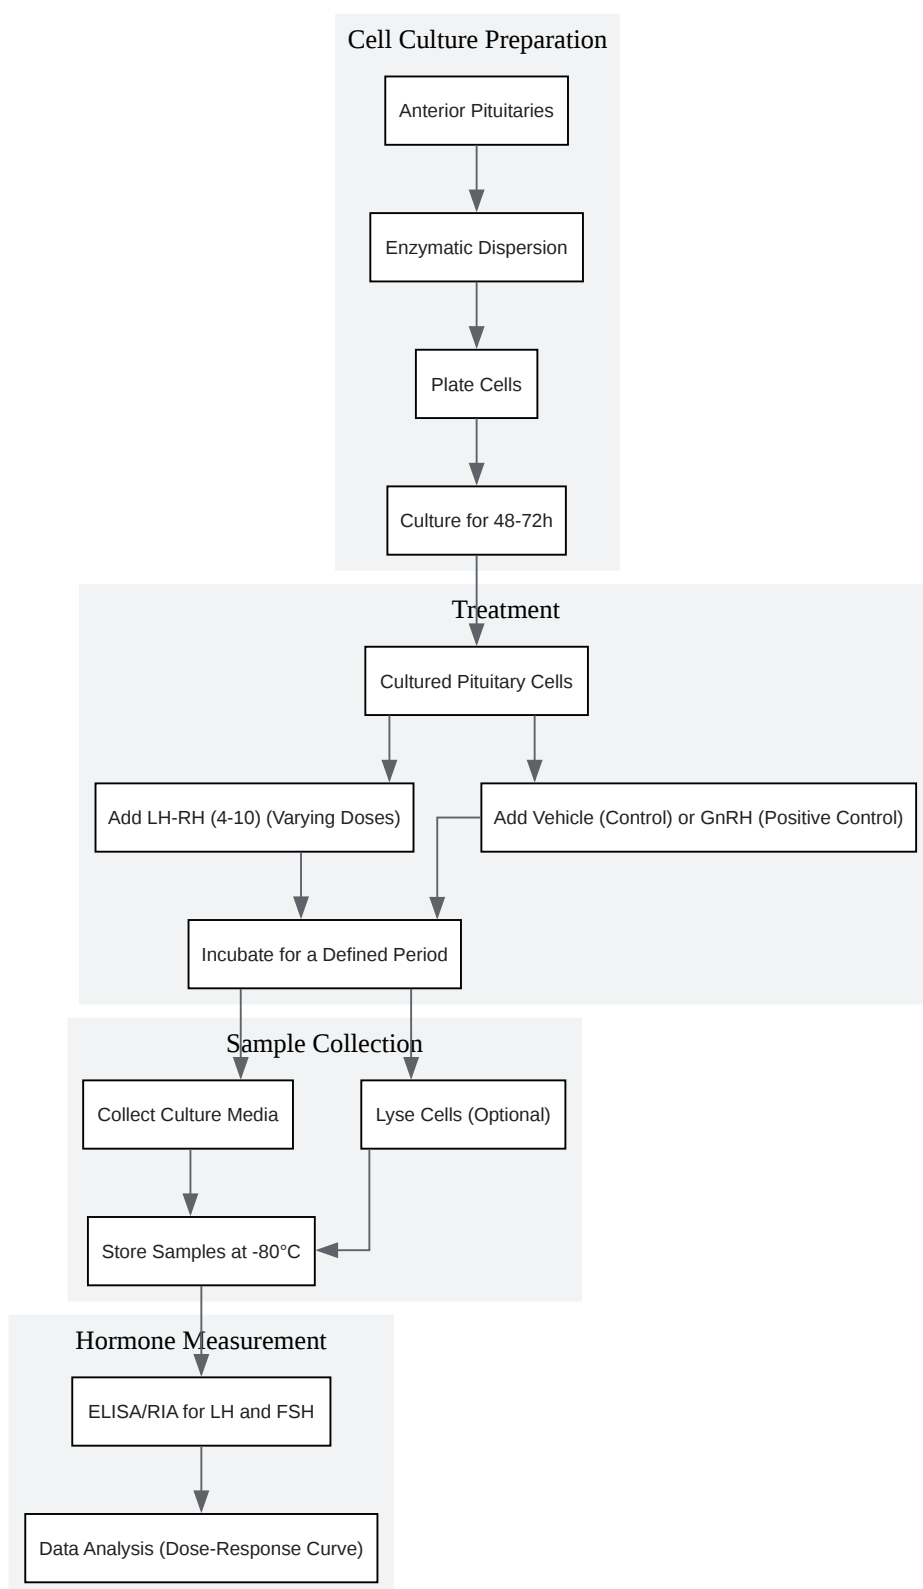 Cell Culture Preparation
Anterior Pituitaries
Enzymatic Dispersion
Plate Cells
Culture for 48-72h
Treatment
Cultured Pituitary Cells
Add LH-RH (4-10) (Varying Doses)
Add Vehicle (Control) or GnRH (Positive Control)
Incubate for a Defined Period
Sample Collection
Collect Culture Media
Lyse Cells (Optional)
Store Samples at -80°C
Hormone Measurement
ELISA/RIA for LH and FSH
Data Analysis (Dose-Response Curve)